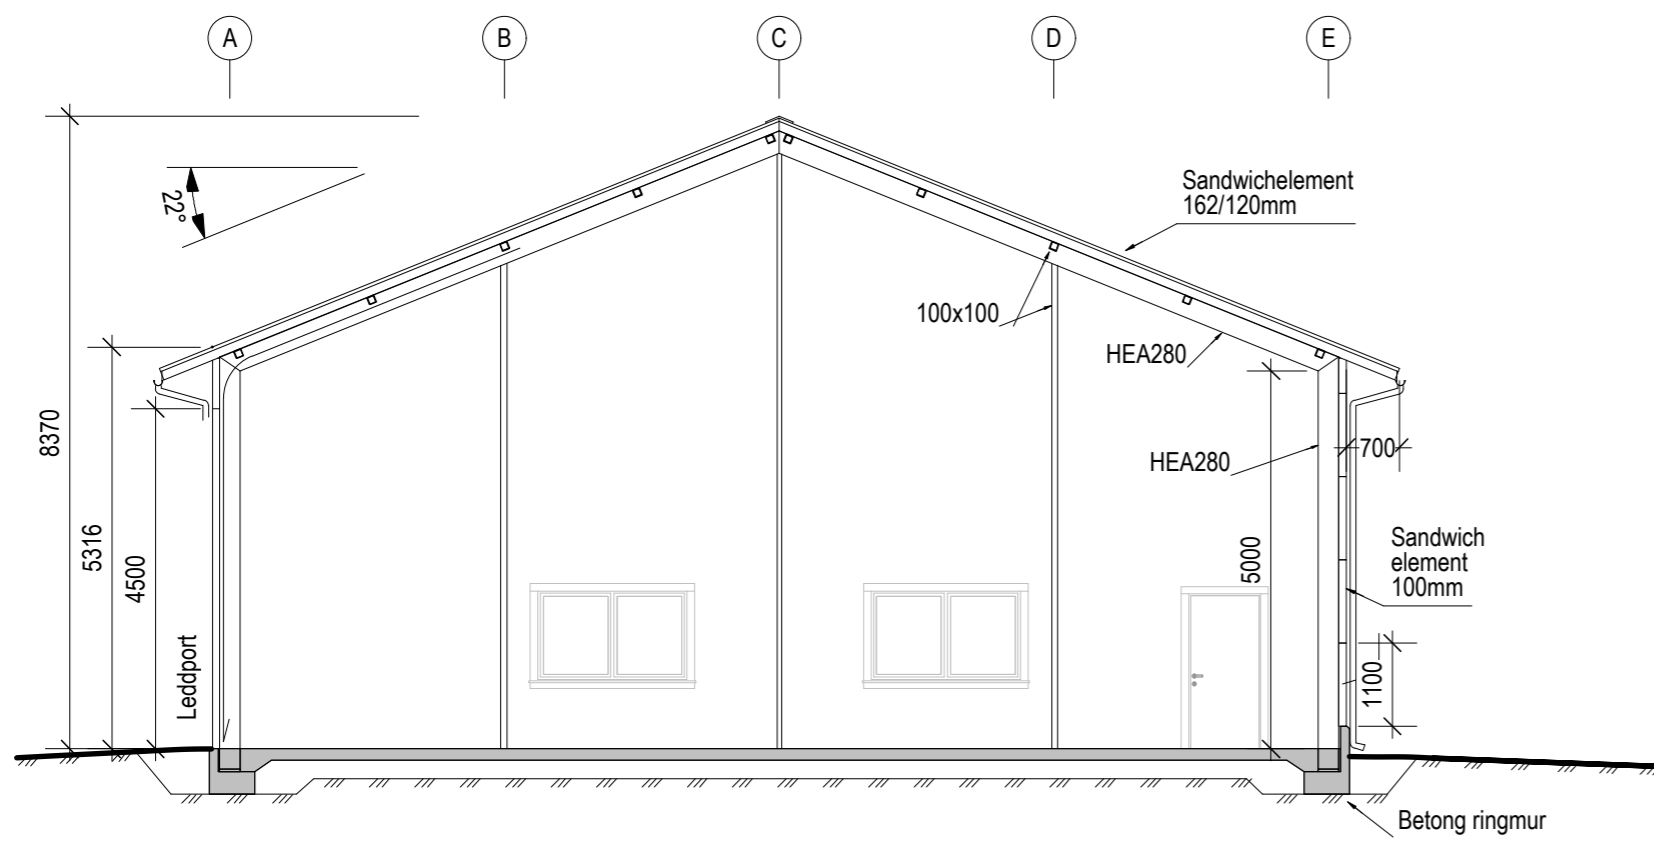 A
B
C
D
E
22°
Sandwichelement
162/120mm
100x100
HEA280
8370
5316
4500
HEA280
700
5000
Sandwich
element
100mm
Leddport
1100
Betong ringmur